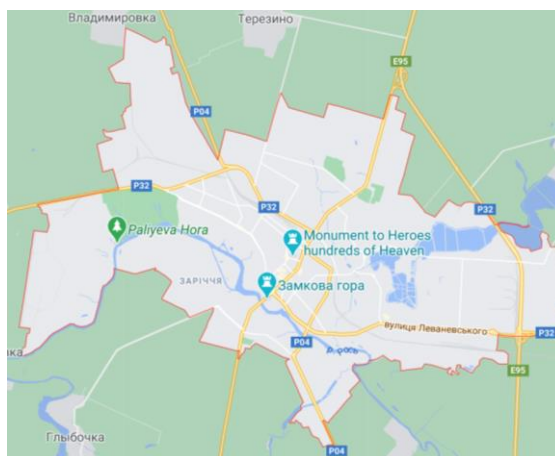 Владимировка
Терезино
E95
P04
P32
P32
P32
Paliyeva Hora
Monument to Heroes
hundreds of Heaven
ЗАРІЧЧЯ
Замкова гора
вулиця Леваневського
P32
P04
E95
Глыбочка
P04